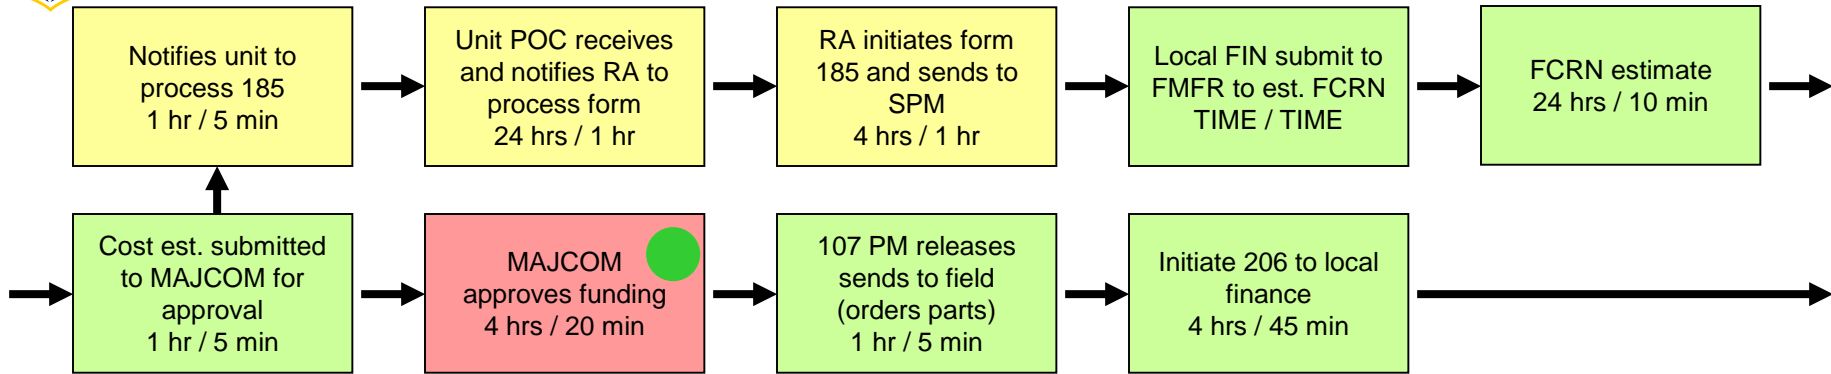 Notifies unit to
process 185
1 hr / 5 min
Unit POC receives
and notifies RA to
process form
24 hrs / 1 hr
RA initiates form
185 and sends to
SPM
4 hrs / 1 hr
Local FIN submit to
FMFR to est. FCRN
TIME / TIME
FCRN estimate
24 hrs / 10 min
Cost est. submitted
to MAJCOM for
approval
1 hr / 5 min
MAJCOM
approves funding
4 hrs / 20 min
107 PM releases
sends to field
(orders parts)
1 hr / 5 min
Initiate 206 to local
finance
4 hrs / 45 min